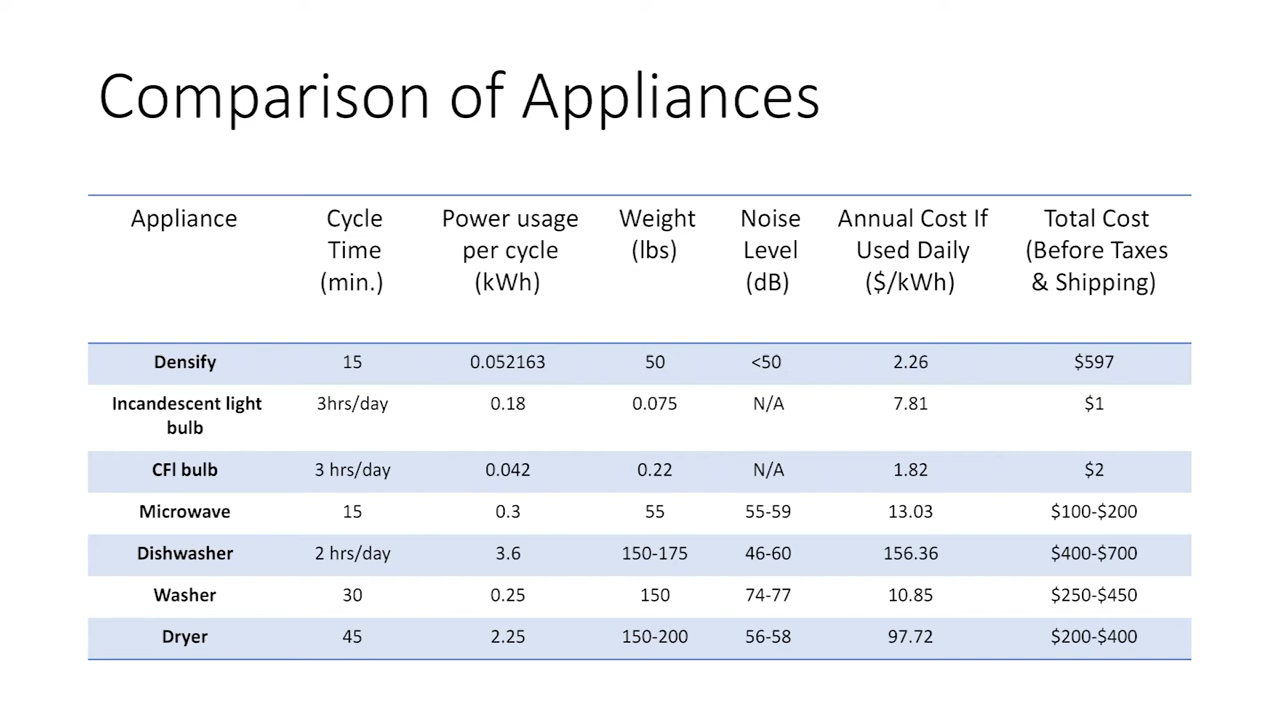 Comparison of Appliances
Appliance Cycle Time (min.) Power usage per cycle (kWh) Weight (lbs) Noise Level (dB) Annual Cost If Used Daily ($/kWh) Total Cost (Before Taxes & Shipping)
Densify 15 0.052163 50 <50 2.26 $597
Incandescent light bulb 3hrs/day 0.18 0.075 N/A 7.81 $1
CFl bulb 3 hrs/day 0.042 0.22 N/A 1.82 $2
Microwave 15 0.3 55 55-59 13.03 $100-$200
Dishwasher 2 hrs/day 3.6 150-175 46-60 156.36 $400-$700
Washer 30 0.25 150 74-77 10.85 $250-$450
Dryer 45 2.25 150-200 56-58 97.72 $200-$400